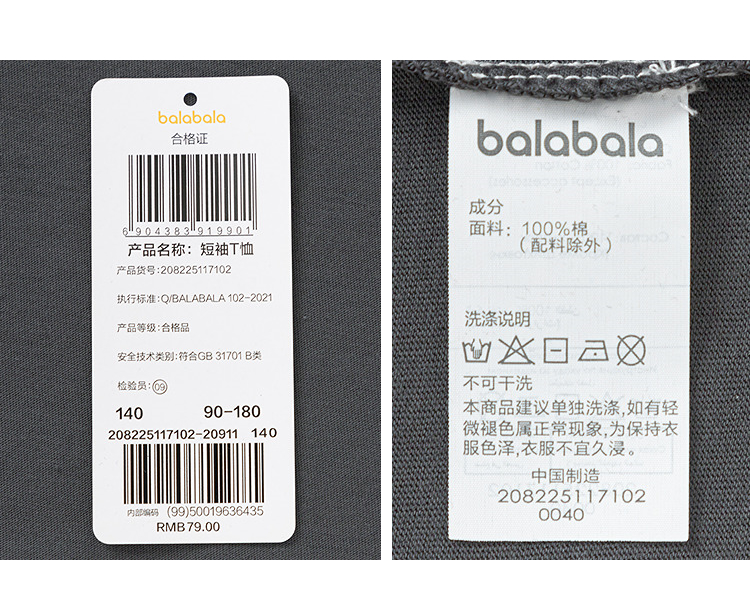 balabala
合格证
6 904383 919901
产品名称：短袖T恤
产品货号：208225117102
执行标准：Q/BALABALA 102-2021
产品等级：合格品
安全技术类别：符合GB 31701 B类
检验员：09
140 90-180
208225117102-20911 140
内部编码 (99)50019636435
RMB79.00
balabala
成分
面料：100%棉
（配料除外）
洗涤说明
不可干洗
本商品建议单独洗涤，如有轻
微褪色属正常现象，为保持衣
服色泽，衣服不宜久浸。
中国制造
208225117102
0040